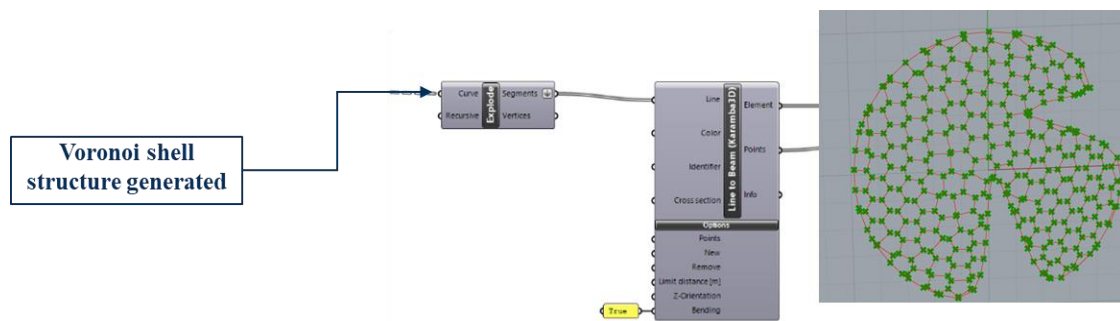 Voronoi shell
structure generated
Curve
Recursive
Explode
Segments
Vertices
Line
Color
Identifier
Cross section
Line to Beam (Karamba3D)
Element
Points
Info
Options
Points
New
Remove
Limit distance [m]
Z-Orientation
Bending
True